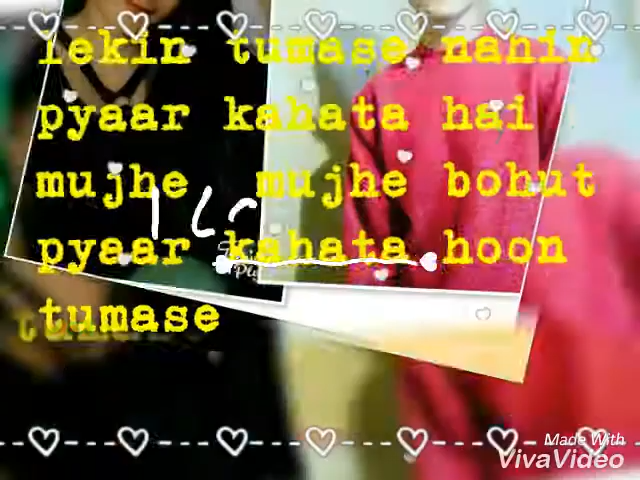 lekin tumase nahin
pyaar kahata hai
mujhe mujhe bohut
pyaar kahata hoon
tumase
Made With
VivaVideo